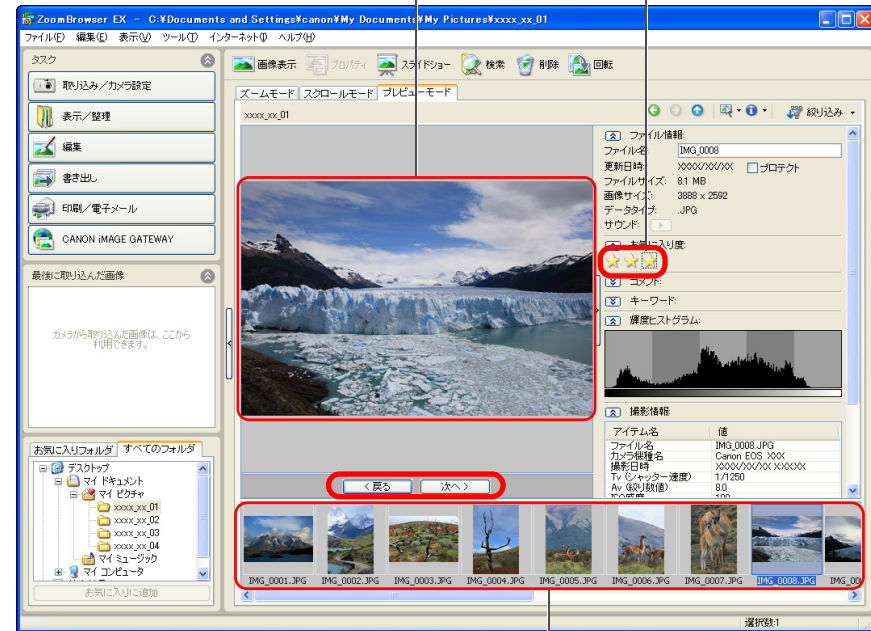 ZoomBrowser EX - C:¥Documents and Settings¥canon¥My Documents¥My Pictures¥xxxx_xx_01
ファイル(F) 編集(E) 表示(V) ツール(T) インターネット(I) ヘルプ(H)
タスク
取り込み／カメラ設定
表示／整理
編集
書き出し
印刷／電子メール
CANON iMAGE GATEWAY
最後に取り込んだ画像
カメラから取り込んだ画像は、ここから
利用できます。
お気に入りフォルダ すべてのフォルダ
デスクトップ
マイ ドキュメント
マイ ピクチャ
xxxx_xx_01
xxxx_xx_02
xxxx_xx_03
xxxx_xx_04
マイ ミュージック
マイ コンピュータ
お気に入りに追加
画像表示 プロパティ スライドショー 検索 削除 回転
ズームモード スクロールモード プレビューモード
xxxx_xx_01
絞り込み
< 戻る 次へ >
ファイル情報:
ファイル名: IMG_0008
更新日時: XXXX/XX/XX プロテクト
ファイルサイズ: 8.1 MB
画像サイズ: 3888 x 2592
データタイプ: .JPG
サウンド:
お気に入り度:
コメント:
キーワード:
輝度ヒストグラム:
撮影情報:
アイテム名 値
ファイル名 IMG_0008.JPG
カメラ機種名 Canon EOS XXX
撮影日時 XXXX/XX/XX XX:XX:XX
Tv (シャッター速度) 1/1250
Av (絞り数値) 8.0
ISO感度 100
IMG_0001.JPG IMG_0002.JPG IMG_0003.JPG IMG_0004.JPG IMG_0005.JPG IMG_0006.JPG IMG_0007.JPG IMG_0008.JPG IMG_00
選択数:1